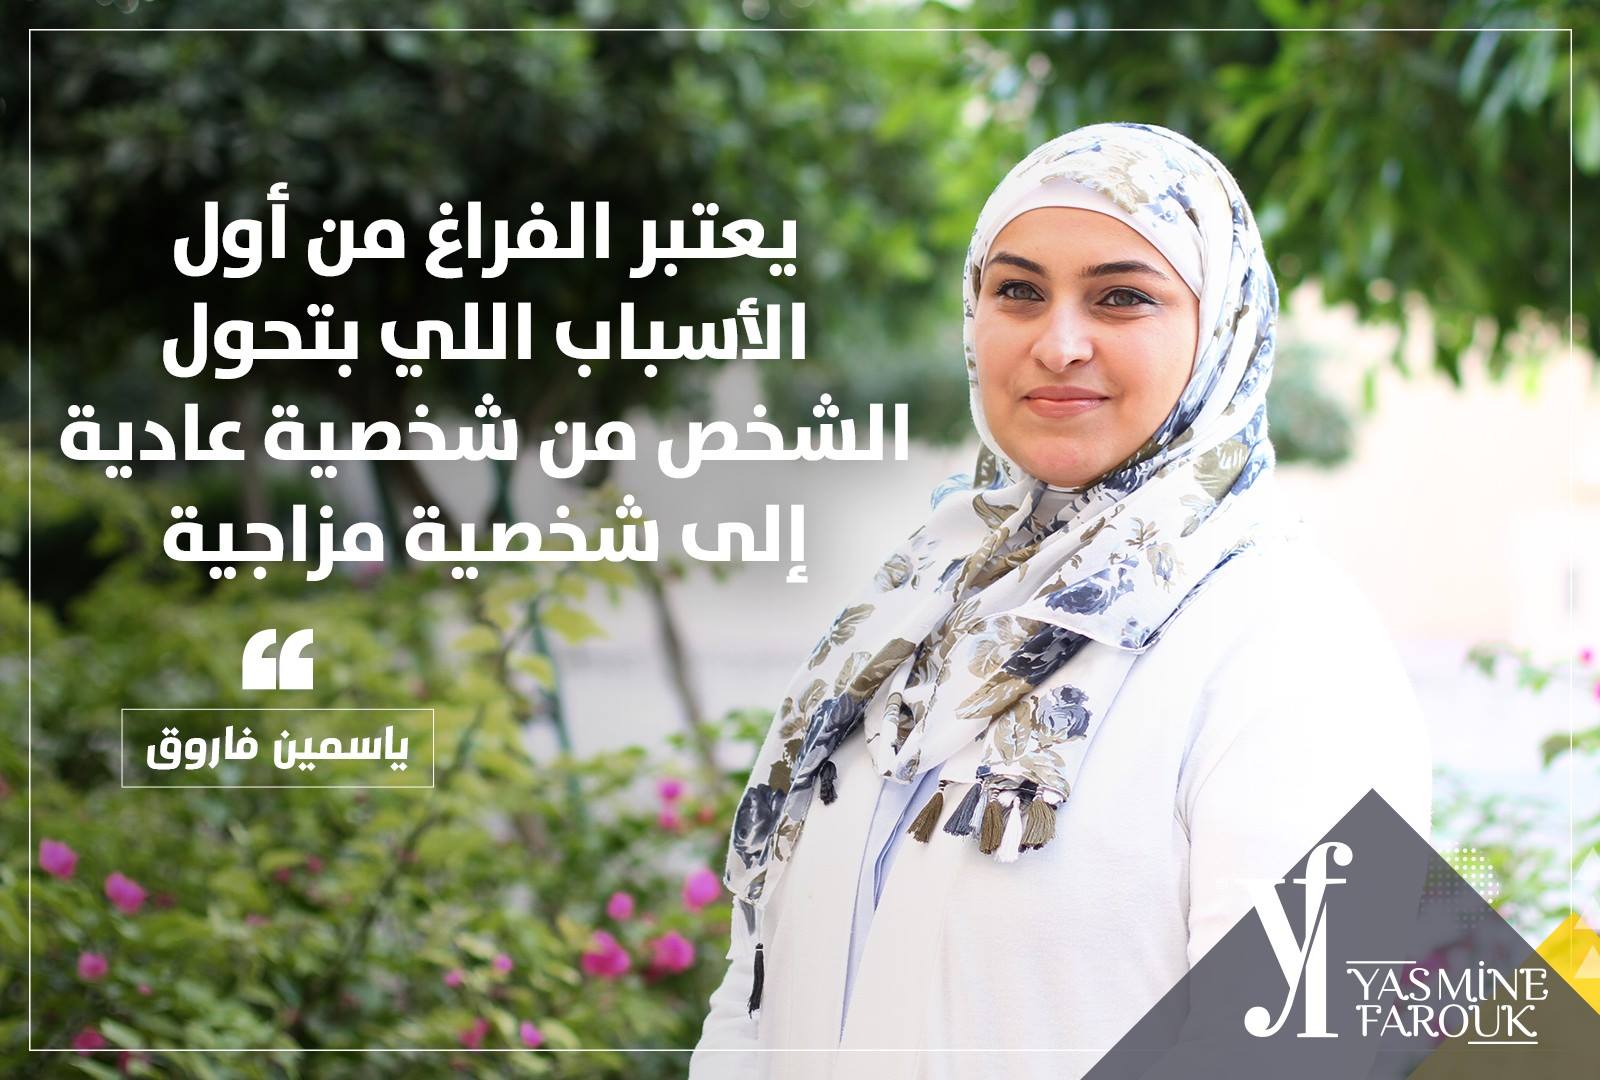 يعتبر الفراغ من أول
الأسباب اللي بتحول
الشخص من شخصية عادية
إلى شخصية مزاجية
❝
ياسمين فاروق
yf
YASMINE
FAROUK